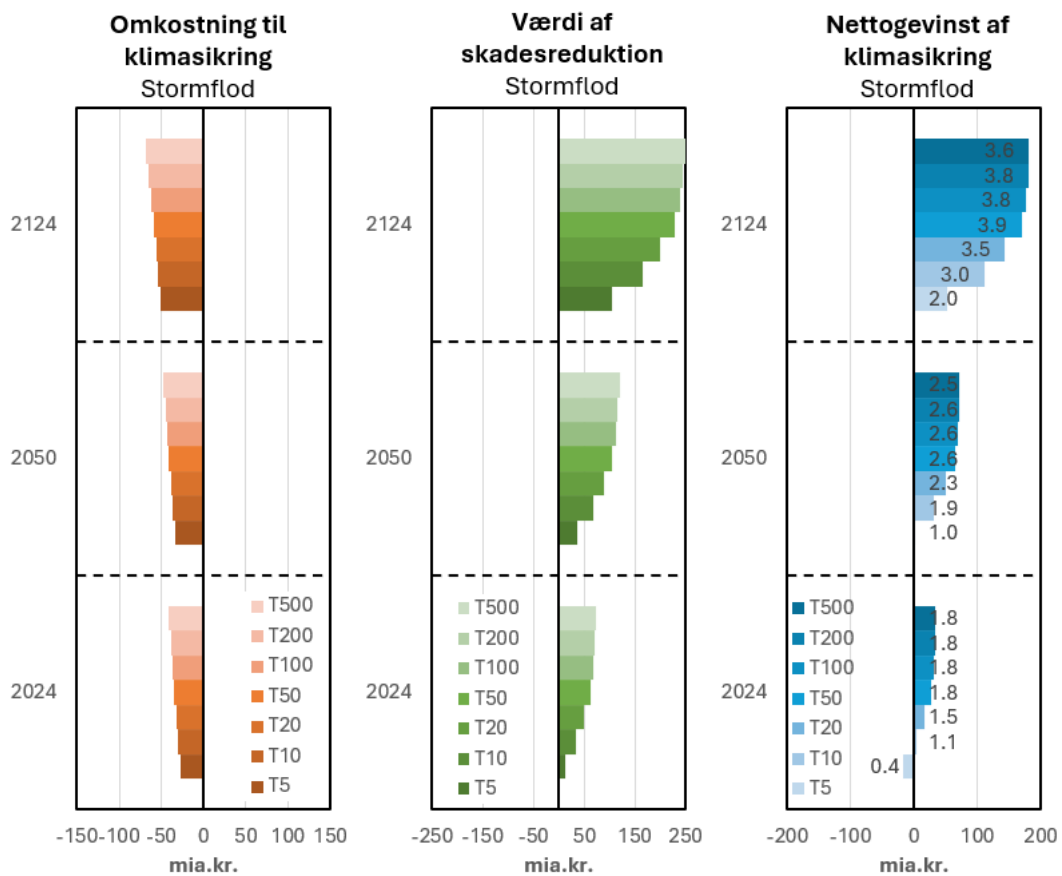 Omkostning til
klimasikring
Stormflod
2124
2050
2024
T500
T200
T100
T50
T20
T10
T5
-150 -100 -50 0 50 100 150
mia.kr.
Værdi af
skadesreduktion
Stormflod
2124
2050
2024
T500
T200
T100
T50
T20
T10
T5
-250 -150 -50 50 150 250
mia.kr.
Nettogevinst af
klimasikring
Stormflod
2124
3.6
3.8
3.8
3.9
3.5
3.0
2.0
2050
2.5
2.6
2.6
2.6
2.3
1.9
1.0
2024
T500 1.8
T200 1.8
T100 1.8
T50 1.8
T20 1.5
T10 1.1
T5 0.4
-200 -100 0 100 200
mia.kr.